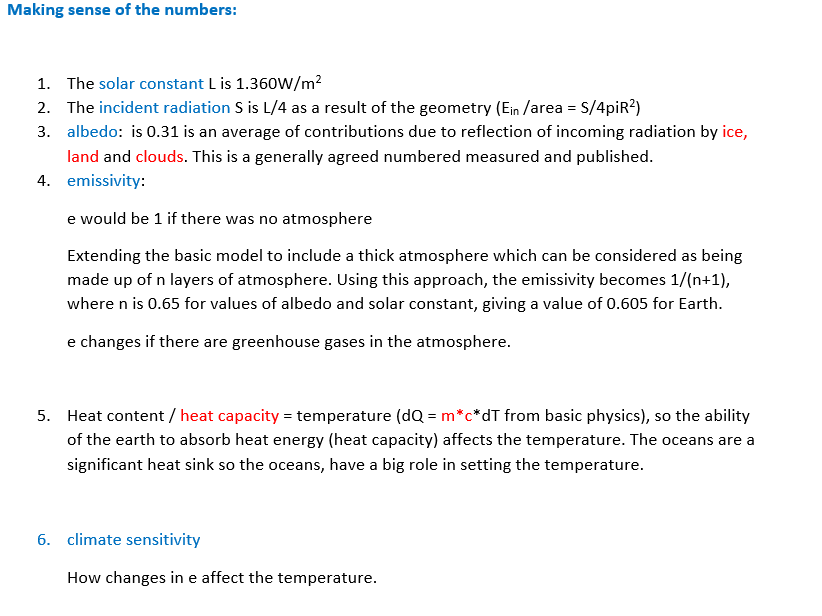 Making sense of the numbers:
1. The solar constant L is 1.360W/m²
2. The incident radiation S is L/4 as a result of the geometry (Ein /area = S/4piR²)
3. albedo: is 0.31 is an average of contributions due to reflection of incoming radiation by ice,
land and clouds. This is a generally agreed numbered measured and published.
4. emissivity:
e would be 1 if there was no atmosphere
Extending the basic model to include a thick atmosphere which can be considered as being
made up of n layers of atmosphere. Using this approach, the emissivity becomes 1/(n+1),
where n is 0.65 for values of albedo and solar constant, giving a value of 0.605 for Earth.
e changes if there are greenhouse gases in the atmosphere.
5. Heat content / heat capacity = temperature (dQ = m*c*dT from basic physics), so the ability
of the earth to absorb heat energy (heat capacity) affects the temperature. The oceans are a
significant heat sink so the oceans, have a big role in setting the temperature.
6. climate sensitivity
How changes in e affect the temperature.